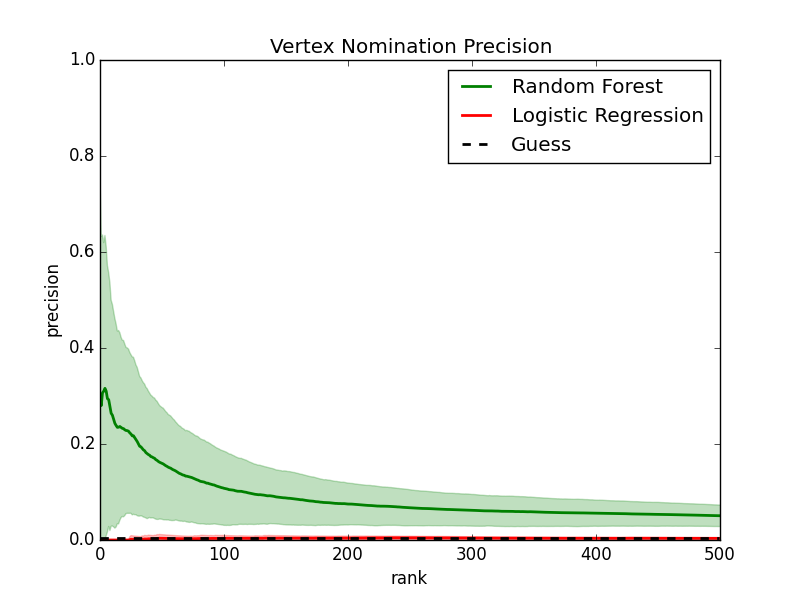 Vertex Nomination Precision
1.0
0.8
0.6
0.4
0.2
0.0
precision
Random Forest
Logistic Regression
Guess
0 100 200 300 400 500
rank